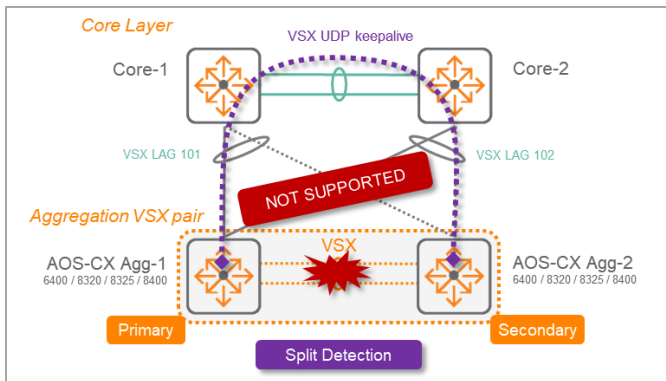 Core Layer
VSX UDP keepalive
Core-1
Core-2
VSX LAG 101
VSX LAG 102
NOT SUPPORTED
Aggregation VSX pair
VSX
AOS-CX Agg-1
6400 / 8320 / 8325 / 8400
AOS-CX Agg-2
6400 / 8320 / 8325 / 8400
Primary
Secondary
Split Detection